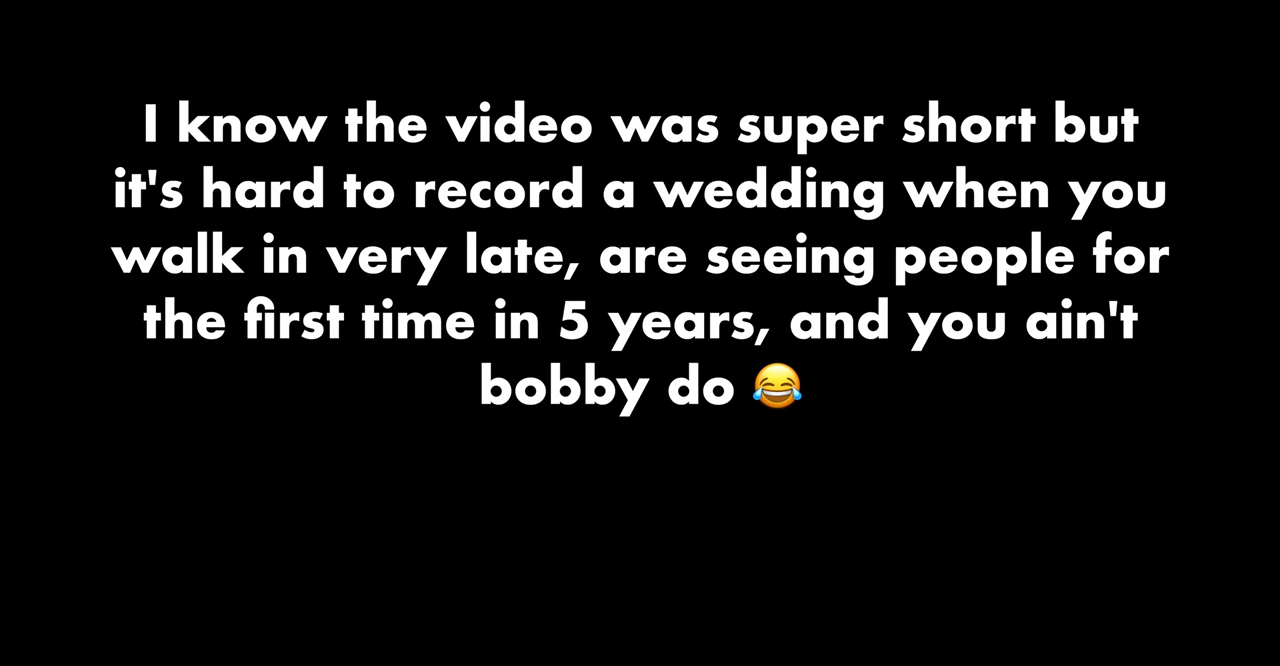 I know the video was super short but
it's hard to record a wedding when you
walk in very late, are seeing people for
the first time in 5 years, and you ain't
bobby do 😂